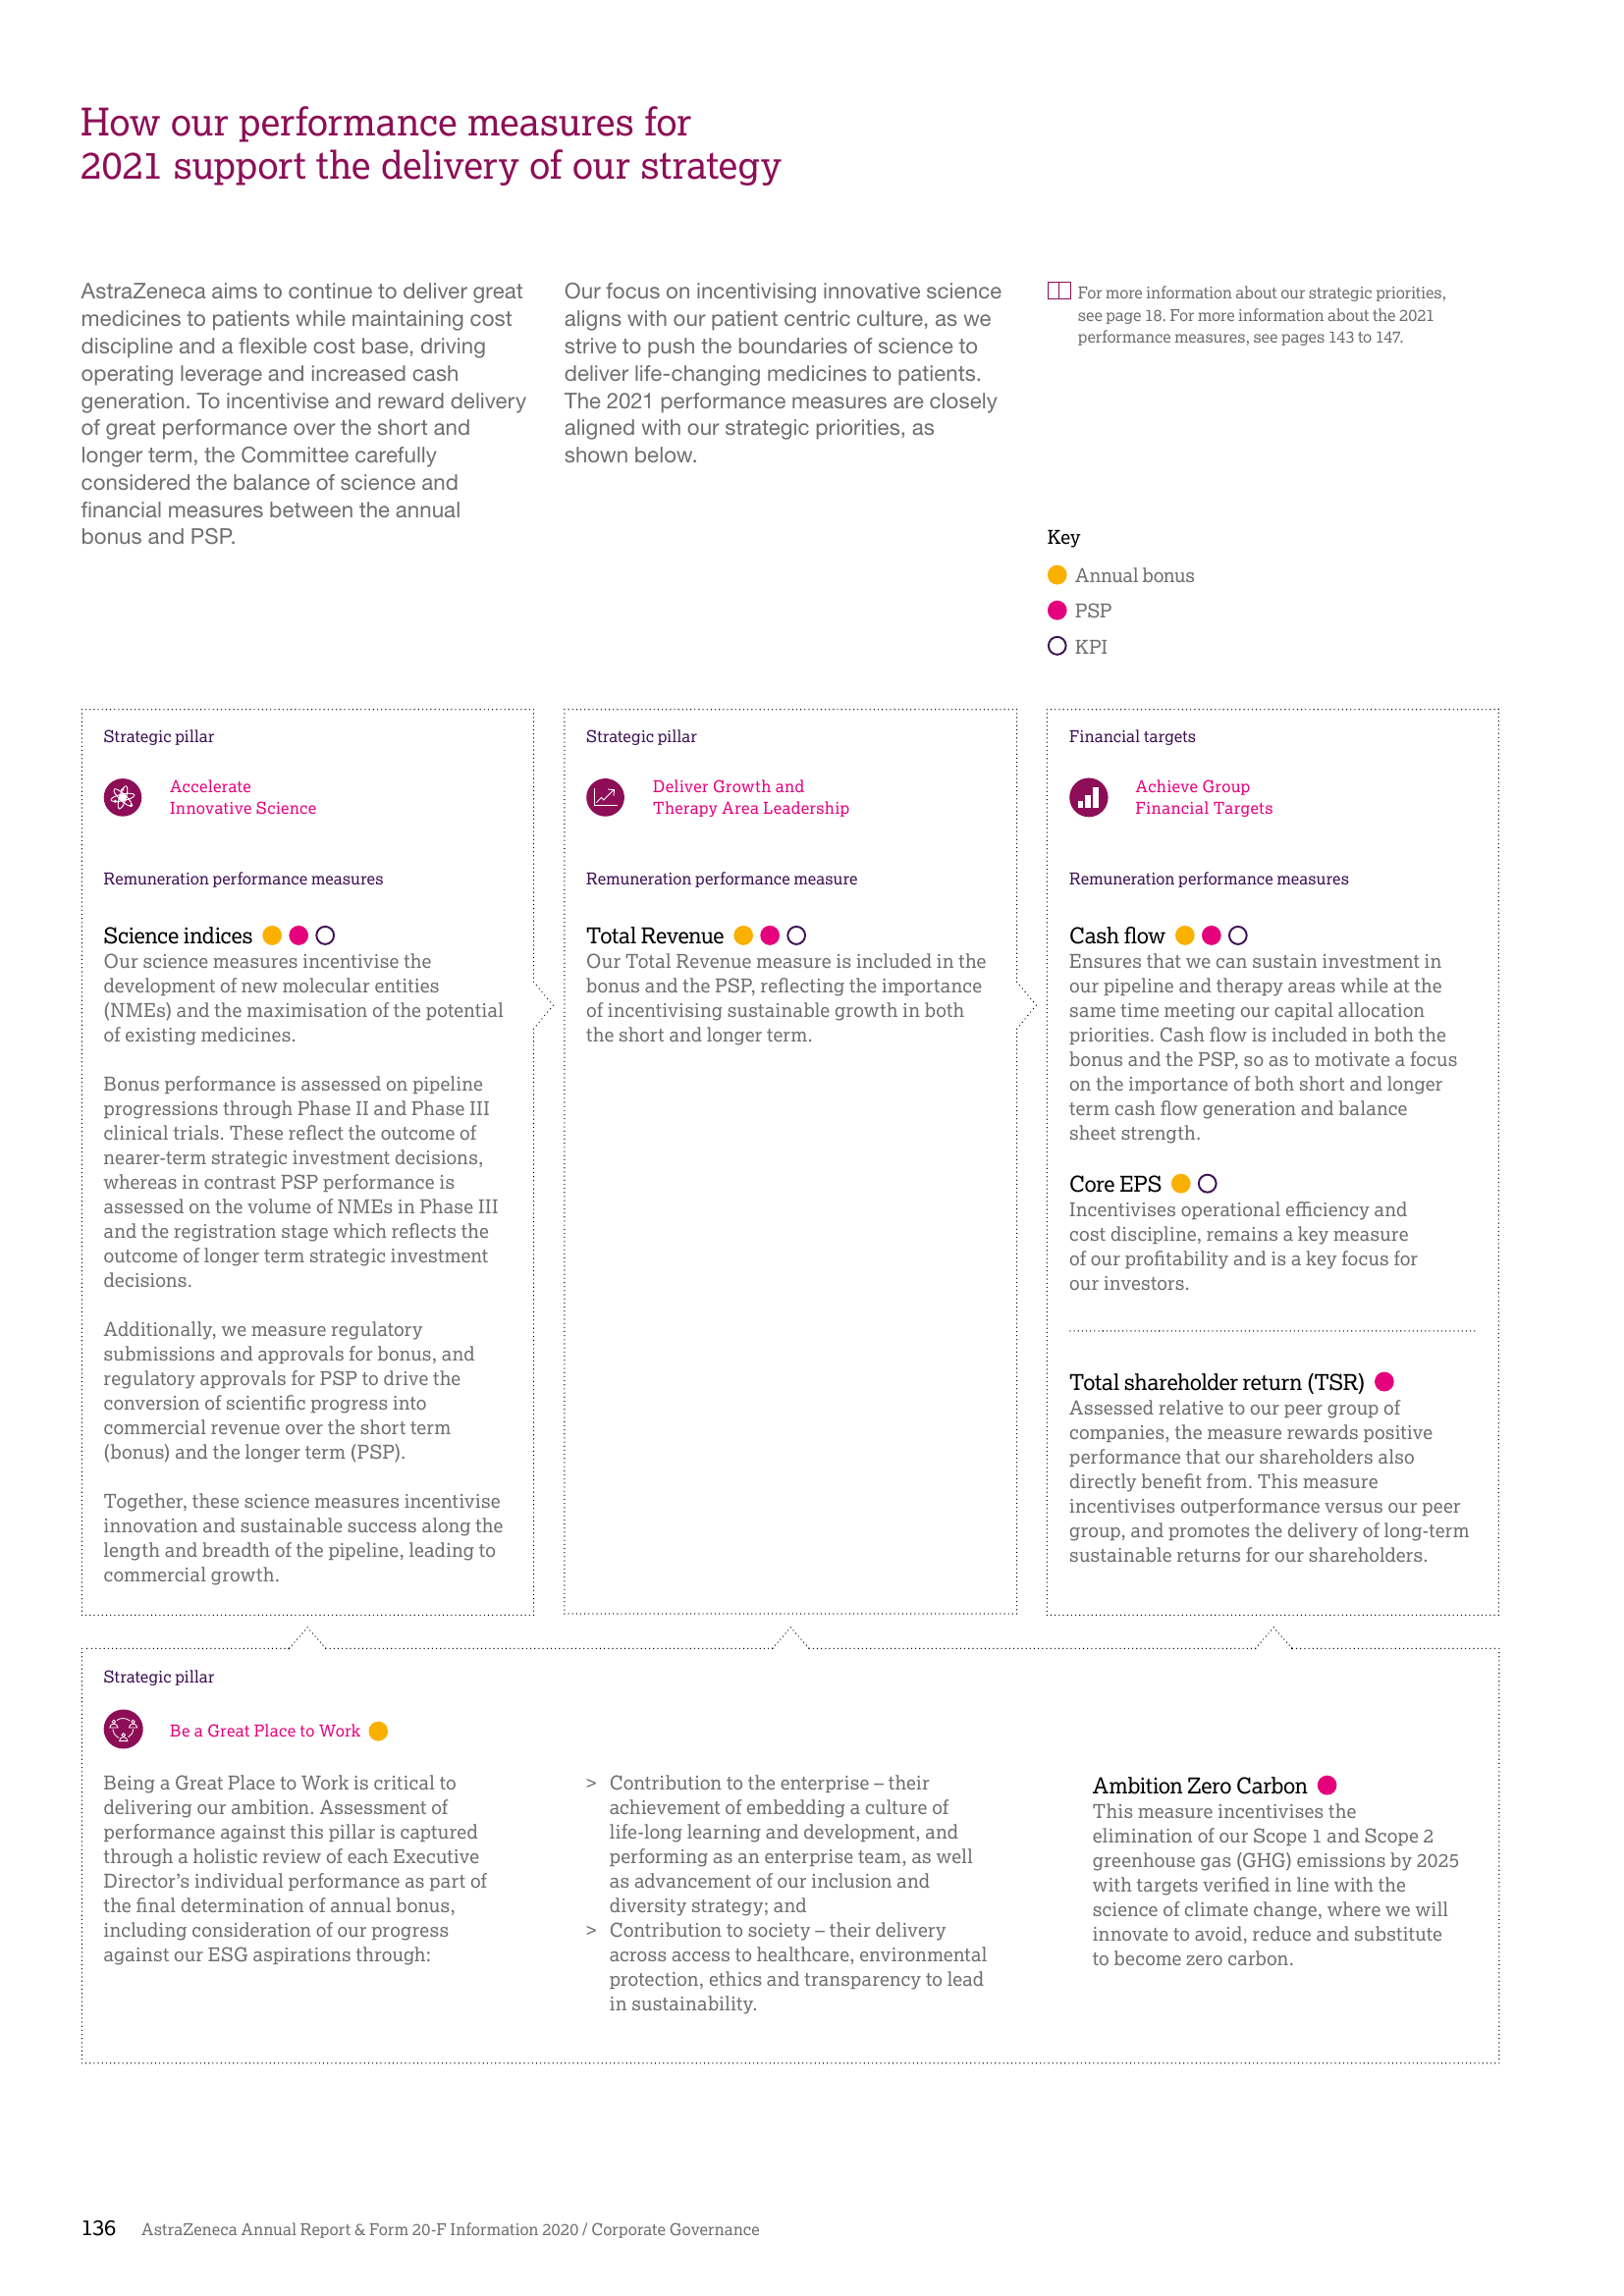 How our performance measures for
2021 support the delivery of our strategy
AstraZeneca aims to continue to deliver great
medicines to patients while maintaining cost
discipline and a flexible cost base, driving
operating leverage and increased cash
generation. To incentivise and reward delivery
of great performance over the short and
longer term, the Committee carefully
considered the balance of science and
financial measures between the annual
bonus and PSP.
Our focus on incentivising innovative science
aligns with our patient centric culture, as we
strive to push the boundaries of science to
deliver life-changing medicines to patients.
The 2021 performance measures are closely
aligned with our strategic priorities, as
shown below.
For more information about our strategic priorities,
see page 18. For more information about the 2021
performance measures, see pages 143 to 147.
Key
Annual bonus
PSP
KPI
Strategic pillar
Accelerate
Innovative Science
Remuneration performance measures
Science indices
Our science measures incentivise the
development of new molecular entities
(NMEs) and the maximisation of the potential
of existing medicines.
Bonus performance is assessed on pipeline
progressions through Phase II and Phase III
clinical trials. These reflect the outcome of
nearer-term strategic investment decisions,
whereas in contrast PSP performance is
assessed on the volume of NMEs in Phase III
and the registration stage which reflects the
outcome of longer term strategic investment
decisions.
Additionally, we measure regulatory
submissions and approvals for bonus, and
regulatory approvals for PSP to drive the
conversion of scientific progress into
commercial revenue over the short term
(bonus) and the longer term (PSP).
Together, these science measures incentivise
innovation and sustainable success along the
length and breadth of the pipeline, leading to
commercial growth.
Strategic pillar
Deliver Growth and
Therapy Area Leadership
Remuneration performance measure
Total Revenue
Our Total Revenue measure is included in the
bonus and the PSP, reflecting the importance
of incentivising sustainable growth in both
the short and longer term.
Financial targets
Achieve Group
Financial Targets
Remuneration performance measures
Cash flow
Ensures that we can sustain investment in
our pipeline and therapy areas while at the
same time meeting our capital allocation
priorities. Cash flow is included in both the
bonus and the PSP, so as to motivate a focus
on the importance of both short and longer
term cash flow generation and balance
sheet strength.
Core EPS
Incentivises operational efficiency and
cost discipline, remains a key measure
of our profitability and is a key focus for
our investors.
Total shareholder return (TSR)
Assessed relative to our peer group of
companies, the measure rewards positive
performance that our shareholders also
directly benefit from. This measure
incentivises outperformance versus our peer
group, and promotes the delivery of long-term
sustainable returns for our shareholders.
Strategic pillar
Be a Great Place to Work
Being a Great Place to Work is critical to
delivering our ambition. Assessment of
performance against this pillar is captured
through a holistic review of each Executive
Director’s individual performance as part of
the final determination of annual bonus,
including consideration of our progress
against our ESG aspirations through:
> Contribution to the enterprise – their
achievement of embedding a culture of
life-long learning and development, and
performing as an enterprise team, as well
as advancement of our inclusion and
diversity strategy; and
> Contribution to society – their delivery
across access to healthcare, environmental
protection, ethics and transparency to lead
in sustainability.
Ambition Zero Carbon
This measure incentivises the
elimination of our Scope 1 and Scope 2
greenhouse gas (GHG) emissions by 2025
with targets verified in line with the
science of climate change, where we will
innovate to avoid, reduce and substitute
to become zero carbon.
136 AstraZeneca Annual Report & Form 20-F Information 2020 / Corporate Governance